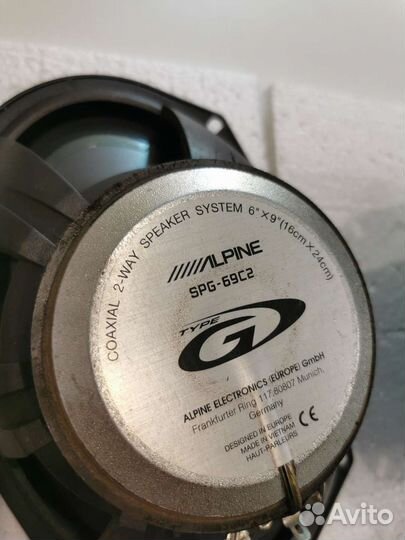 COAXIAL 2-WAY SPEAKER SYSTEM 6"×9"(16cm X 24cm)
ALPINE
SPG-69C2
TYPE G
ALPINE ELECTRONICS (EUROPE) GmbH
Frankfurter Ring 117,80807 Munich,
Germany
DESIGNED IN EUROPE
MADE IN VIETNAM
HAUT-PARLEURS
CE
Avito